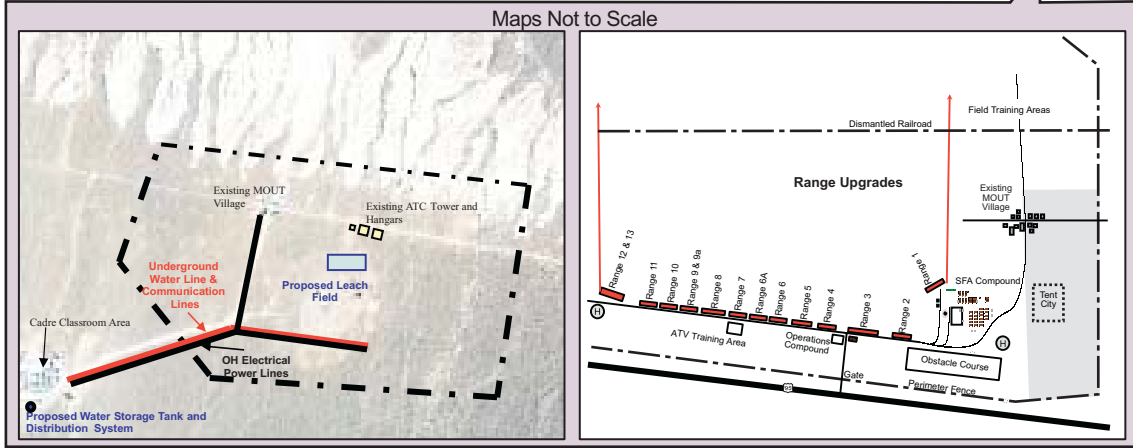 Maps Not to Scale
Existing MOUT
Village
Existing ATC Tower and
Hangars
Underground
Water Line &
Communication
Lines
Proposed Leach
Field
Cadre Classroom Area
OH Electrical
Power Lines
Proposed Water Storage Tank and
Distribution System
Field Training Areas
Dismantled Railroad
Range Upgrades
Existing
MOUT
Village
Range 12 & 13
Range 11
Range 10
Range 9 & 9a
Range 8
Range 7
Range 6A
Range 6
Range 5
Range 4
Range 3
Range 2
Range 1
SFA Compound
Tent
City
H
ATV Training Area
Operations
Compound
H
Obstacle Course
Gate
Perimeter Fence
95